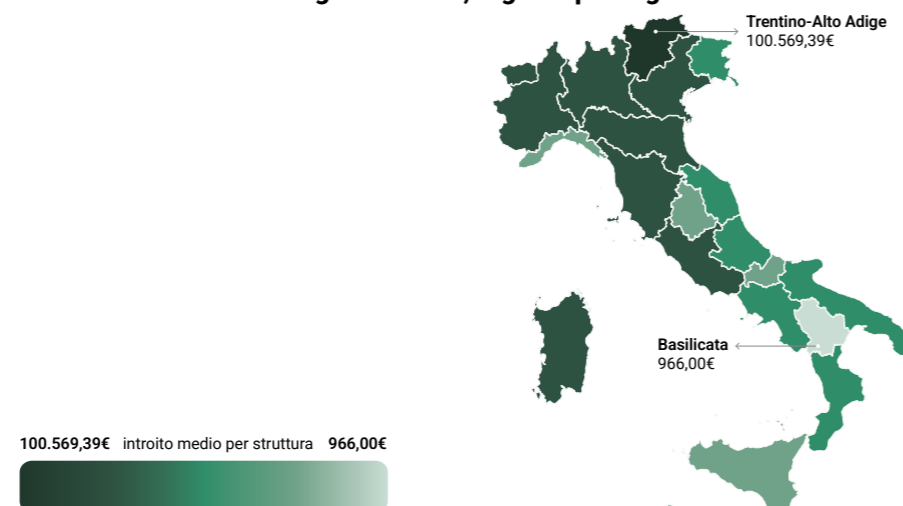 Trentino-Alto Adige
100.569,39€
Basilicata
966,00€
100.569,39€ introito medio per struttura 966,00€